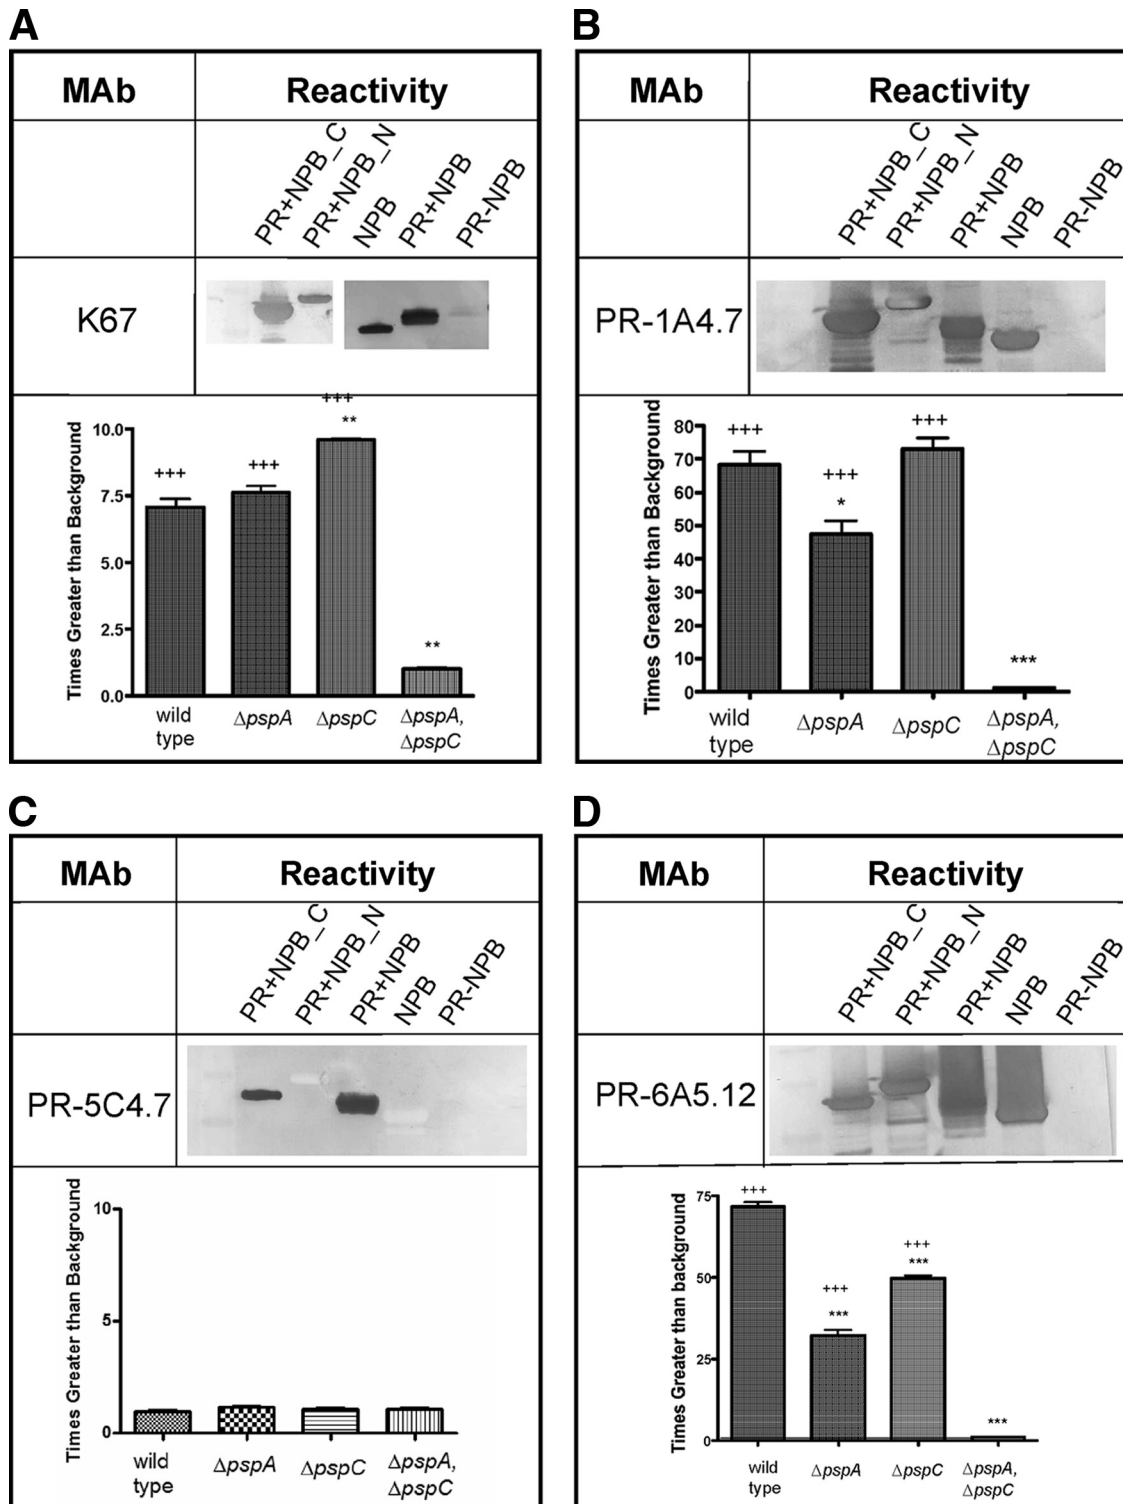 A
MAb
Reactivity
PR+NPB_C
PR+NPB_N
NPB
PR+NPB
PR-NPB
K67
Times Greater than Background
10.0
7.5
5.0
2.5
0.0
+++
+++
+++
**
**
wild
type
ΔpspA
ΔpspC
ΔpspA,
ΔpspC
B
MAb
Reactivity
PR+NPB_C
PR+NPB_N
PR+NPB
NPB
PR-NPB
PR-1A4.7
Times Greater than Background
80
70
60
50
40
30
20
10
0
+++
+++
*
+++
***
wild
type
ΔpspA
ΔpspC
ΔpspA,
ΔpspC
C
MAb
Reactivity
PR+NPB_C
PR+NPB_N
PR+NPB
NPB
PR-NPB
PR-5C4.7
Times Greater than Background
10
5
0
wild
type
ΔpspA
ΔpspC
ΔpspA,
ΔpspC
D
MAb
Reactivity
PR+NPB_C
PR+NPB_N
PR+NPB
NPB
PR-NPB
PR-6A5.12
Times Greater than background
75
50
25
0
+++
+++
***
+++
***
***
wild
type
ΔpspA
ΔpspC
ΔpspA,
ΔpspC